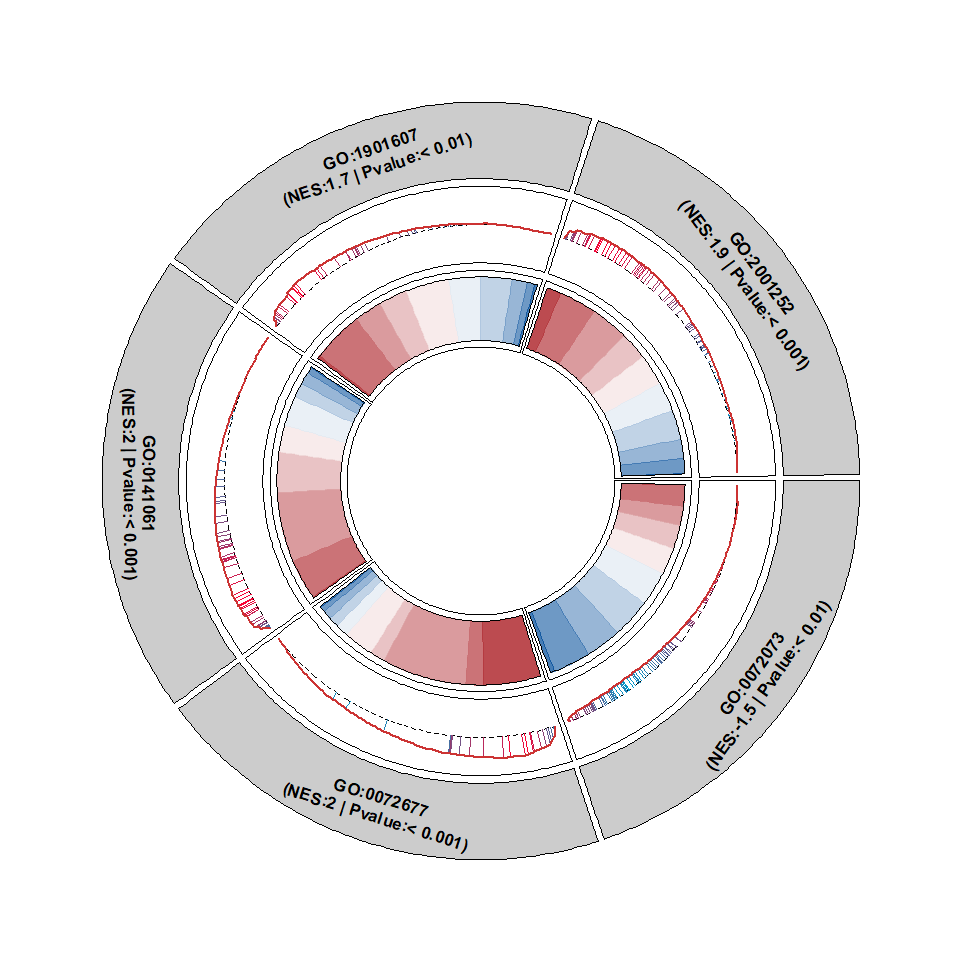 GO:1901607
(NES:1.7 | Pvalue:< 0.01)
GO:2001252
(NES:1.9 | Pvalue:< 0.001)
GO:0072073
(NES:-1.5 | Pvalue:< 0.01)
GO:0072677
(NES:2 | Pvalue:< 0.001)
GO:0141061
(NES:2 | Pvalue:< 0.001)